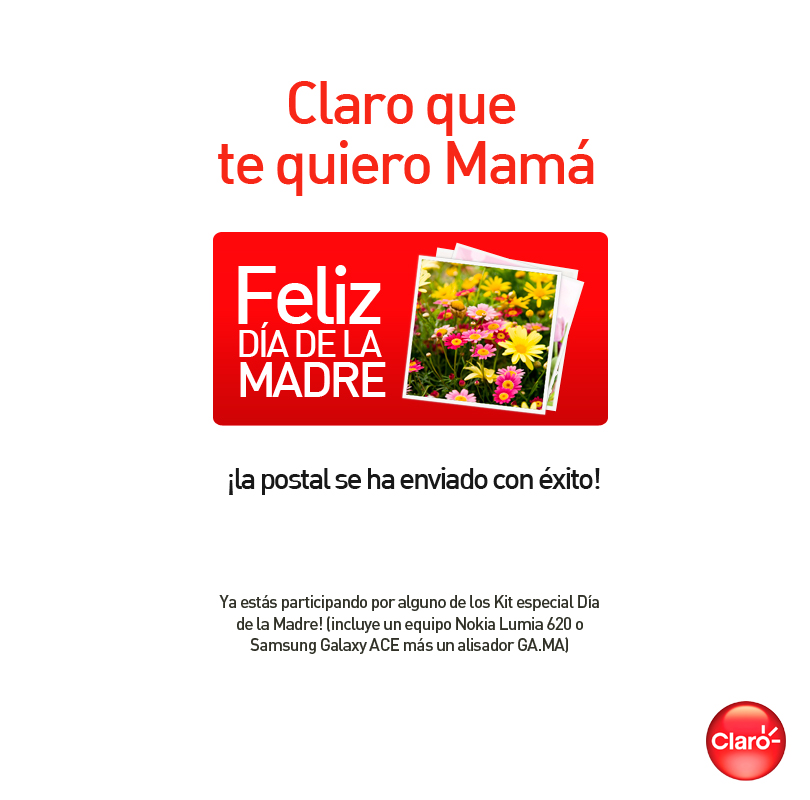 Claro que
te quiero Mamá
Feliz
DÍA DE LA
MADRE
¡la postal se ha enviado con éxito!
Ya estás participando por alguno de los Kit especial Día
de la Madre! (incluye un equipo Nokia Lumia 620 o
Samsung Galaxy ACE más un alisador GA.MA)
Claro